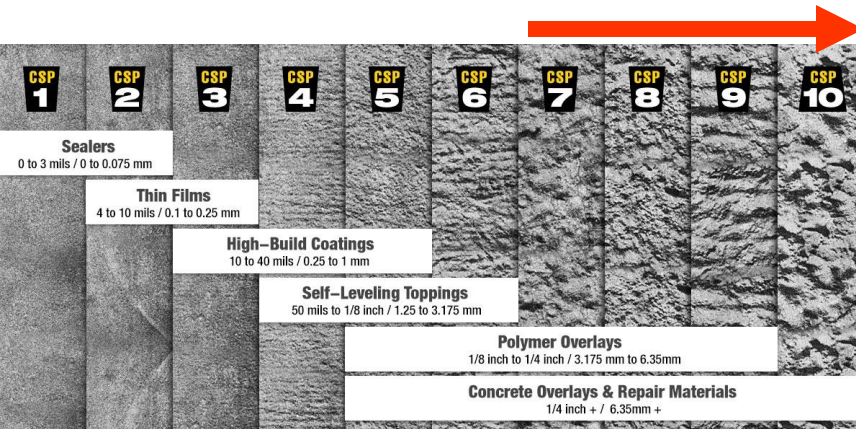 CSP 1
CSP 2
CSP 3
CSP 4
CSP 5
CSP 6
CSP 7
CSP 8
CSP 9
CSP 10
Sealers
0 to 3 mils / 0 to 0.075 mm
Thin Films
4 to 10 mils / 0.1 to 0.25 mm
High–Build Coatings
10 to 40 mils / 0.25 to 1 mm
Self–Leveling Toppings
50 mils to 1/8 inch / 1.25 to 3.175 mm
Polymer Overlays
1/8 inch to 1/4 inch / 3.175 mm to 6.35mm
Concrete Overlays & Repair Materials
1/4 inch + / 6.35mm +